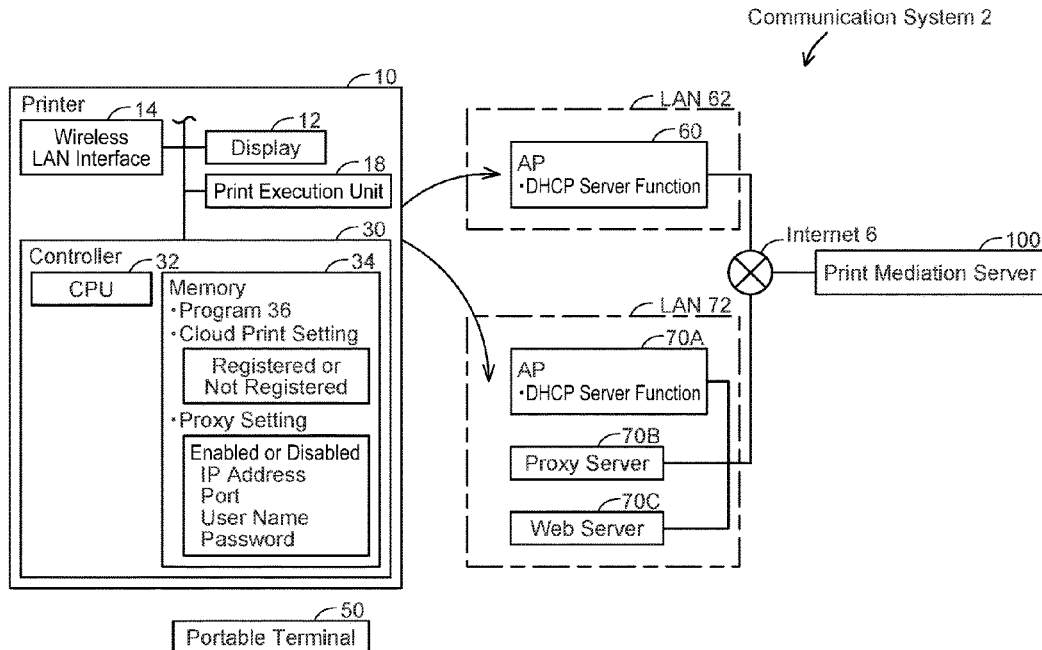 Communication System 2
10
Printer
14
Wireless
LAN Interface
12
Display
18
Print Execution Unit
30
Controller
32
CPU
34
Memory
・Program 36
・Cloud Print Setting
Registered or
Not Registered
・Proxy Setting
Enabled or Disabled
IP Address
Port
User Name
Password
50
Portable Terminal
LAN 62
60
AP
・DHCP Server Function
Internet 6
100
Print Mediation Server
LAN 72
70A
AP
・DHCP Server Function
70B
Proxy Server
70C
Web Server